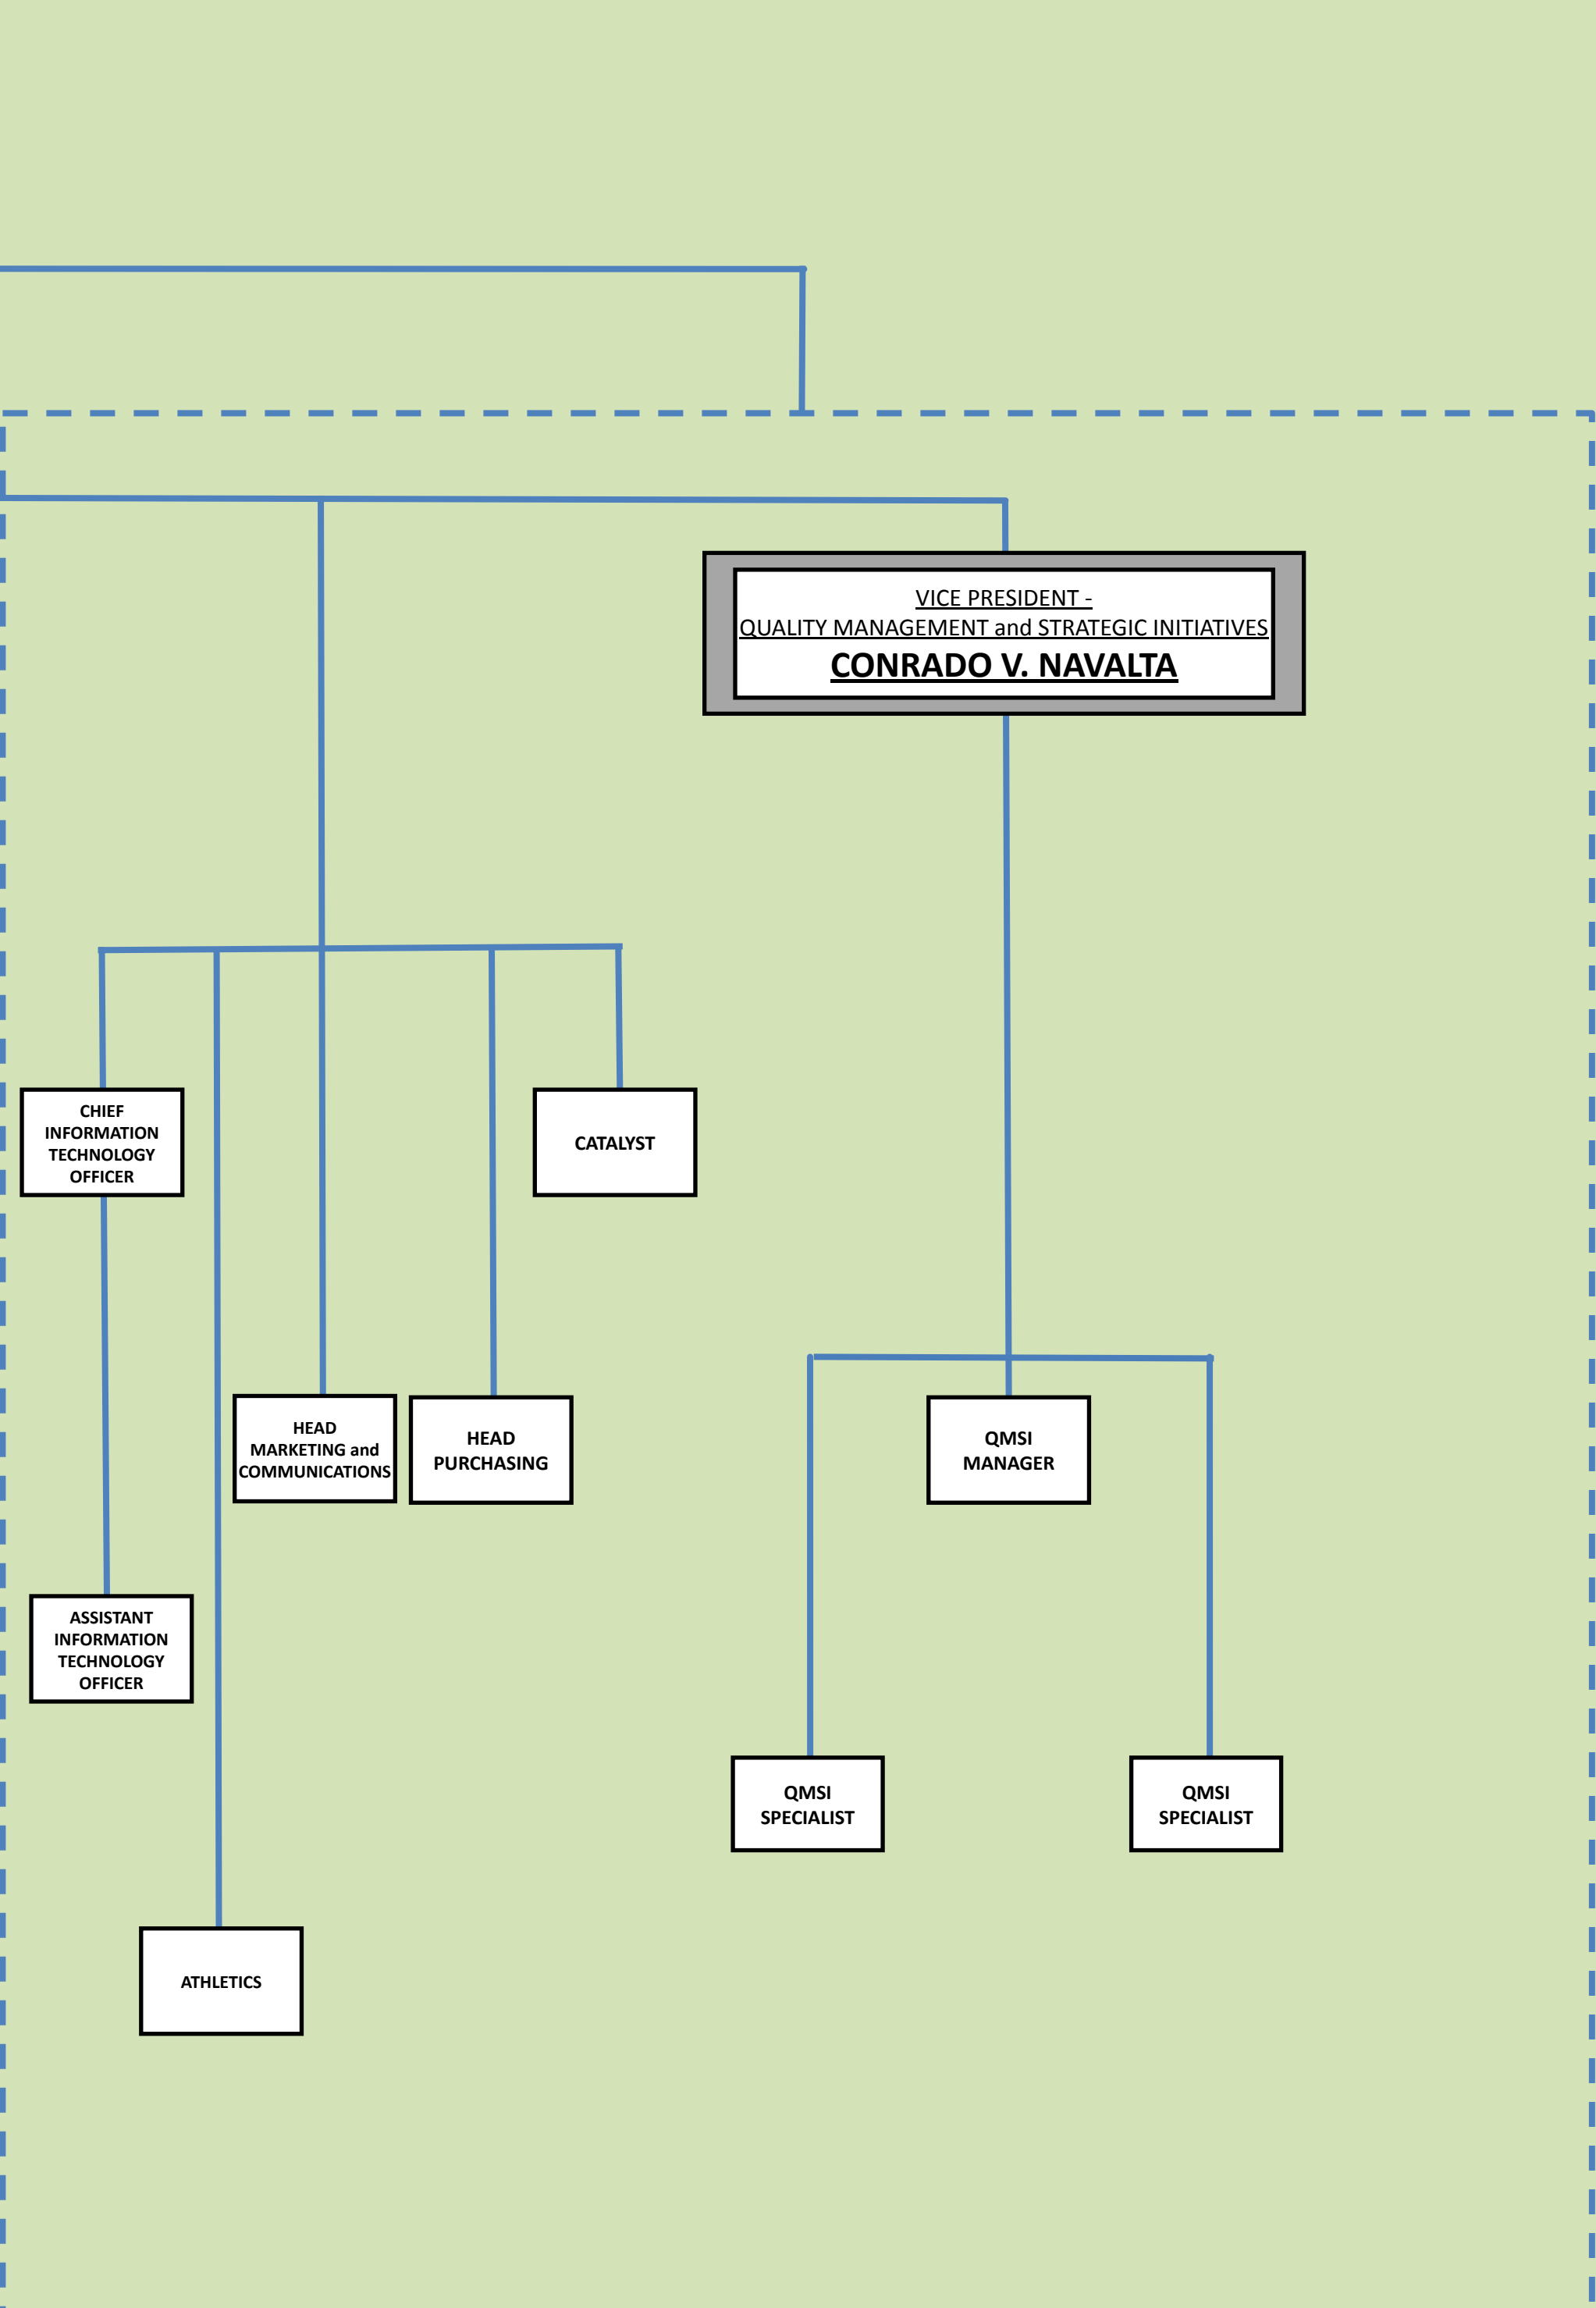 VICE PRESIDENT -
QUALITY MANAGEMENT and STRATEGIC INITIATIVES
CONRADO V. NAVALTA
CHIEF
INFORMATION
TECHNOLOGY
OFFICER
CATALYST
HEAD
MARKETING and
COMMUNICATIONS
HEAD
PURCHASING
QMSI
MANAGER
ASSISTANT
INFORMATION
TECHNOLOGY
OFFICER
QMSI
SPECIALIST
QMSI
SPECIALIST
ATHLETICS